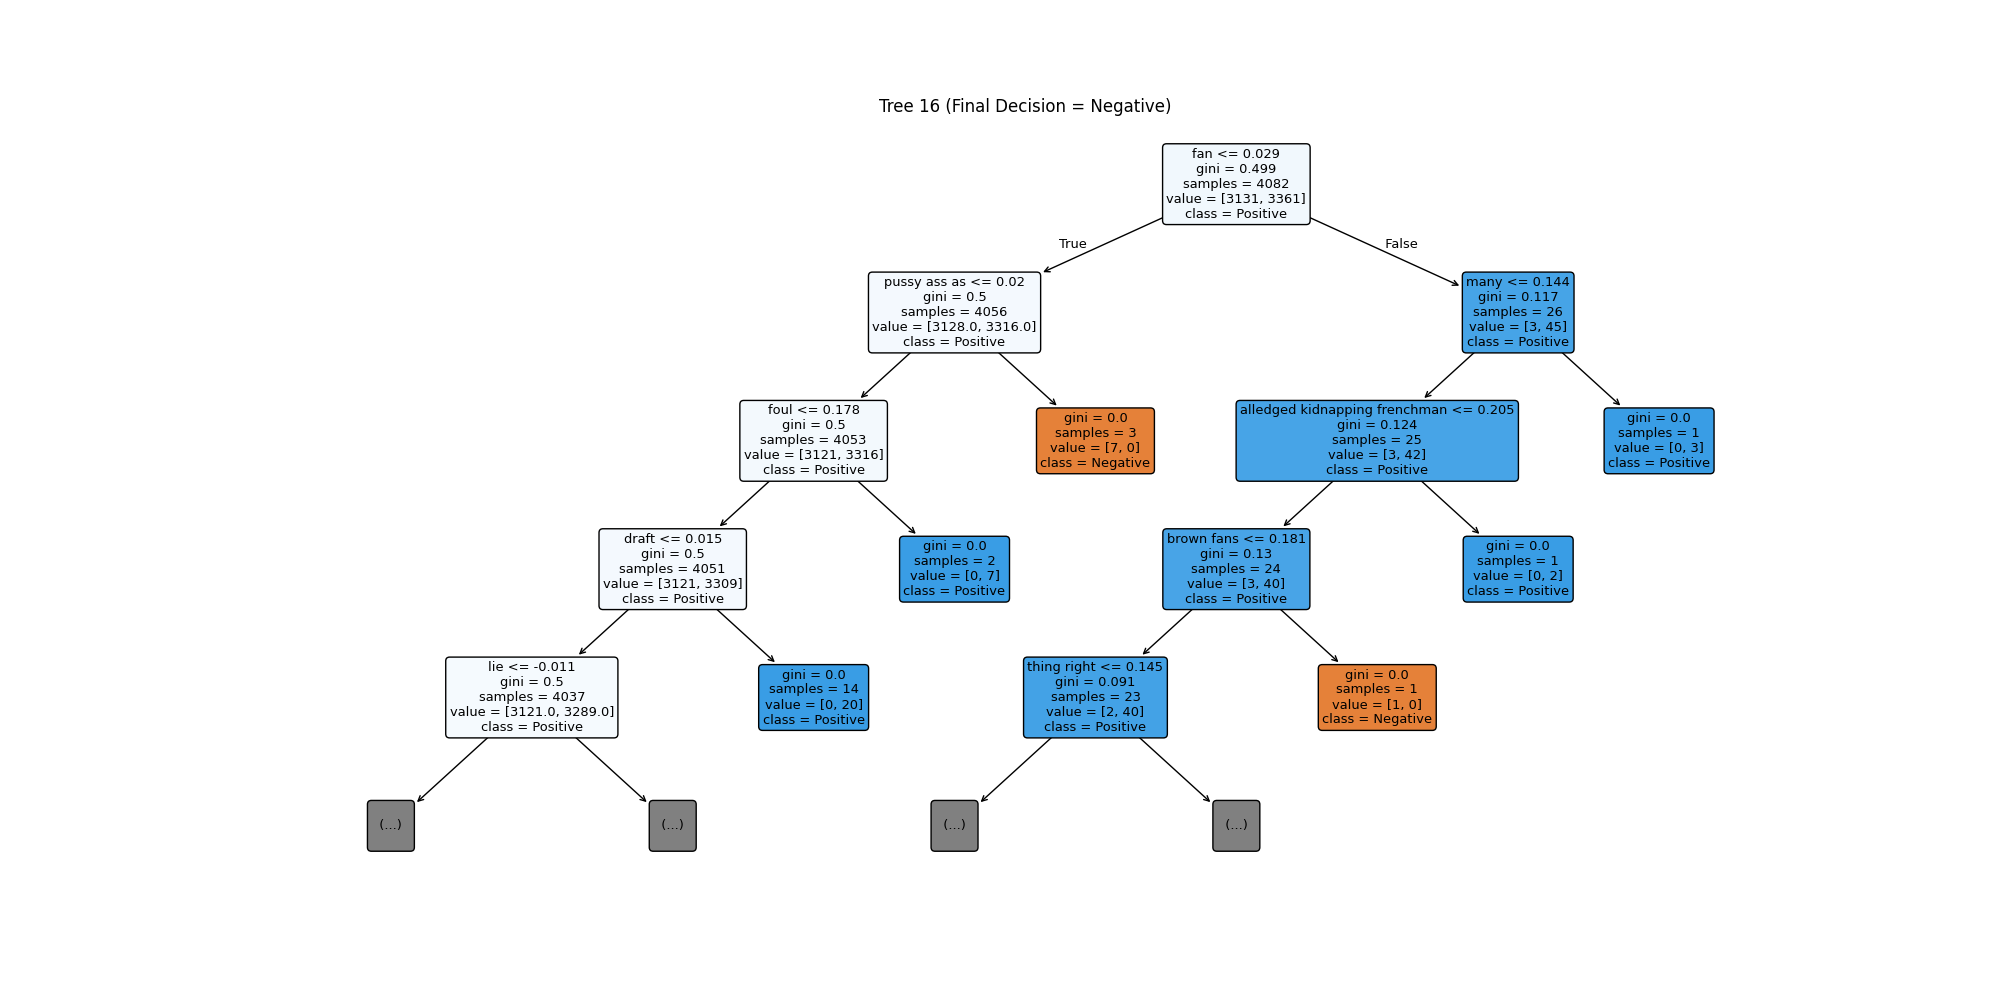 Tree 16 (Final Decision = Negative)
fan <= 0.029
gini = 0.499
samples = 4082
value = [3131, 3361]
class = Positive
True
False
pussy ass as <= 0.02
gini = 0.5
samples = 4056
value = [3128.0, 3316.0]
class = Positive
many <= 0.144
gini = 0.117
samples = 26
value = [3, 45]
class = Positive
foul <= 0.178
gini = 0.5
samples = 4053
value = [3121, 3316]
class = Positive
gini = 0.0
samples = 3
value = [7, 0]
class = Negative
alledged kidnapping frenchman <= 0.205
gini = 0.124
samples = 25
value = [3, 42]
class = Positive
gini = 0.0
samples = 1
value = [0, 3]
class = Positive
draft <= 0.015
gini = 0.5
samples = 4051
value = [3121, 3309]
class = Positive
gini = 0.0
samples = 2
value = [0, 7]
class = Positive
brown fans <= 0.181
gini = 0.13
samples = 24
value = [3, 40]
class = Positive
gini = 0.0
samples = 1
value = [0, 2]
class = Positive
lie <= -0.011
gini = 0.5
samples = 4037
value = [3121.0, 3289.0]
class = Positive
gini = 0.0
samples = 14
value = [0, 20]
class = Positive
thing right <= 0.145
gini = 0.091
samples = 23
value = [2, 40]
class = Positive
gini = 0.0
samples = 1
value = [1, 0]
class = Negative
(...)
(...)
(...)
(...)